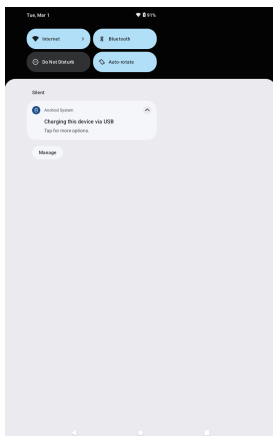 Tue, Mar 1
91%
Internet
Bluetooth
Do Not Disturb
Auto-rotate
Silent
Android System
Charging this device via USB
Tap for more options.
Manage